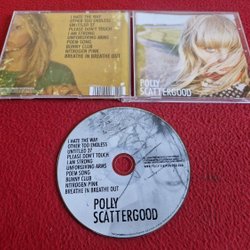 I HATE THE WAY
OTHER TOO ENDLESS
UNTITLED 27
PLEASE DON'T TOUCH
I AM STRONG
UNFORGIVING ARMS
POEM SONG
BUNNY CLUB
NITROGEN PINK
BREATHE IN BREATHE OUT
POLLY
SCATTERGOOD
I HATE THE WAY
OTHER TOO ENDLESS
UNTITLED 27
PLEASE DON'T TOUCH
I AM STRONG
UNFORGIVING ARMS
POEM SONG
BUNNY CLUB
NITROGEN PINK
BREATHE IN BREATHE OUT
POLLY
SCATTERGOOD